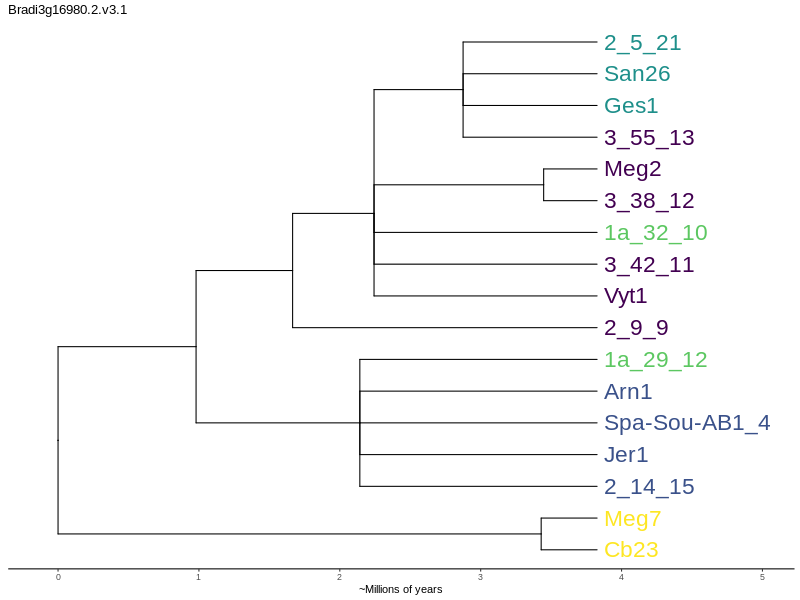 Bradi3g16980.2.v3.1
2_5_21
San26
Ges1
3_55_13
Meg2
3_38_12
1a_32_10
3_42_11
Vyt1
2_9_9
1a_29_12
Arn1
Spa-Sou-AB1_4
Jer1
2_14_15
Meg7
Cb23
0 1 2 3 4 5
~Millions of years